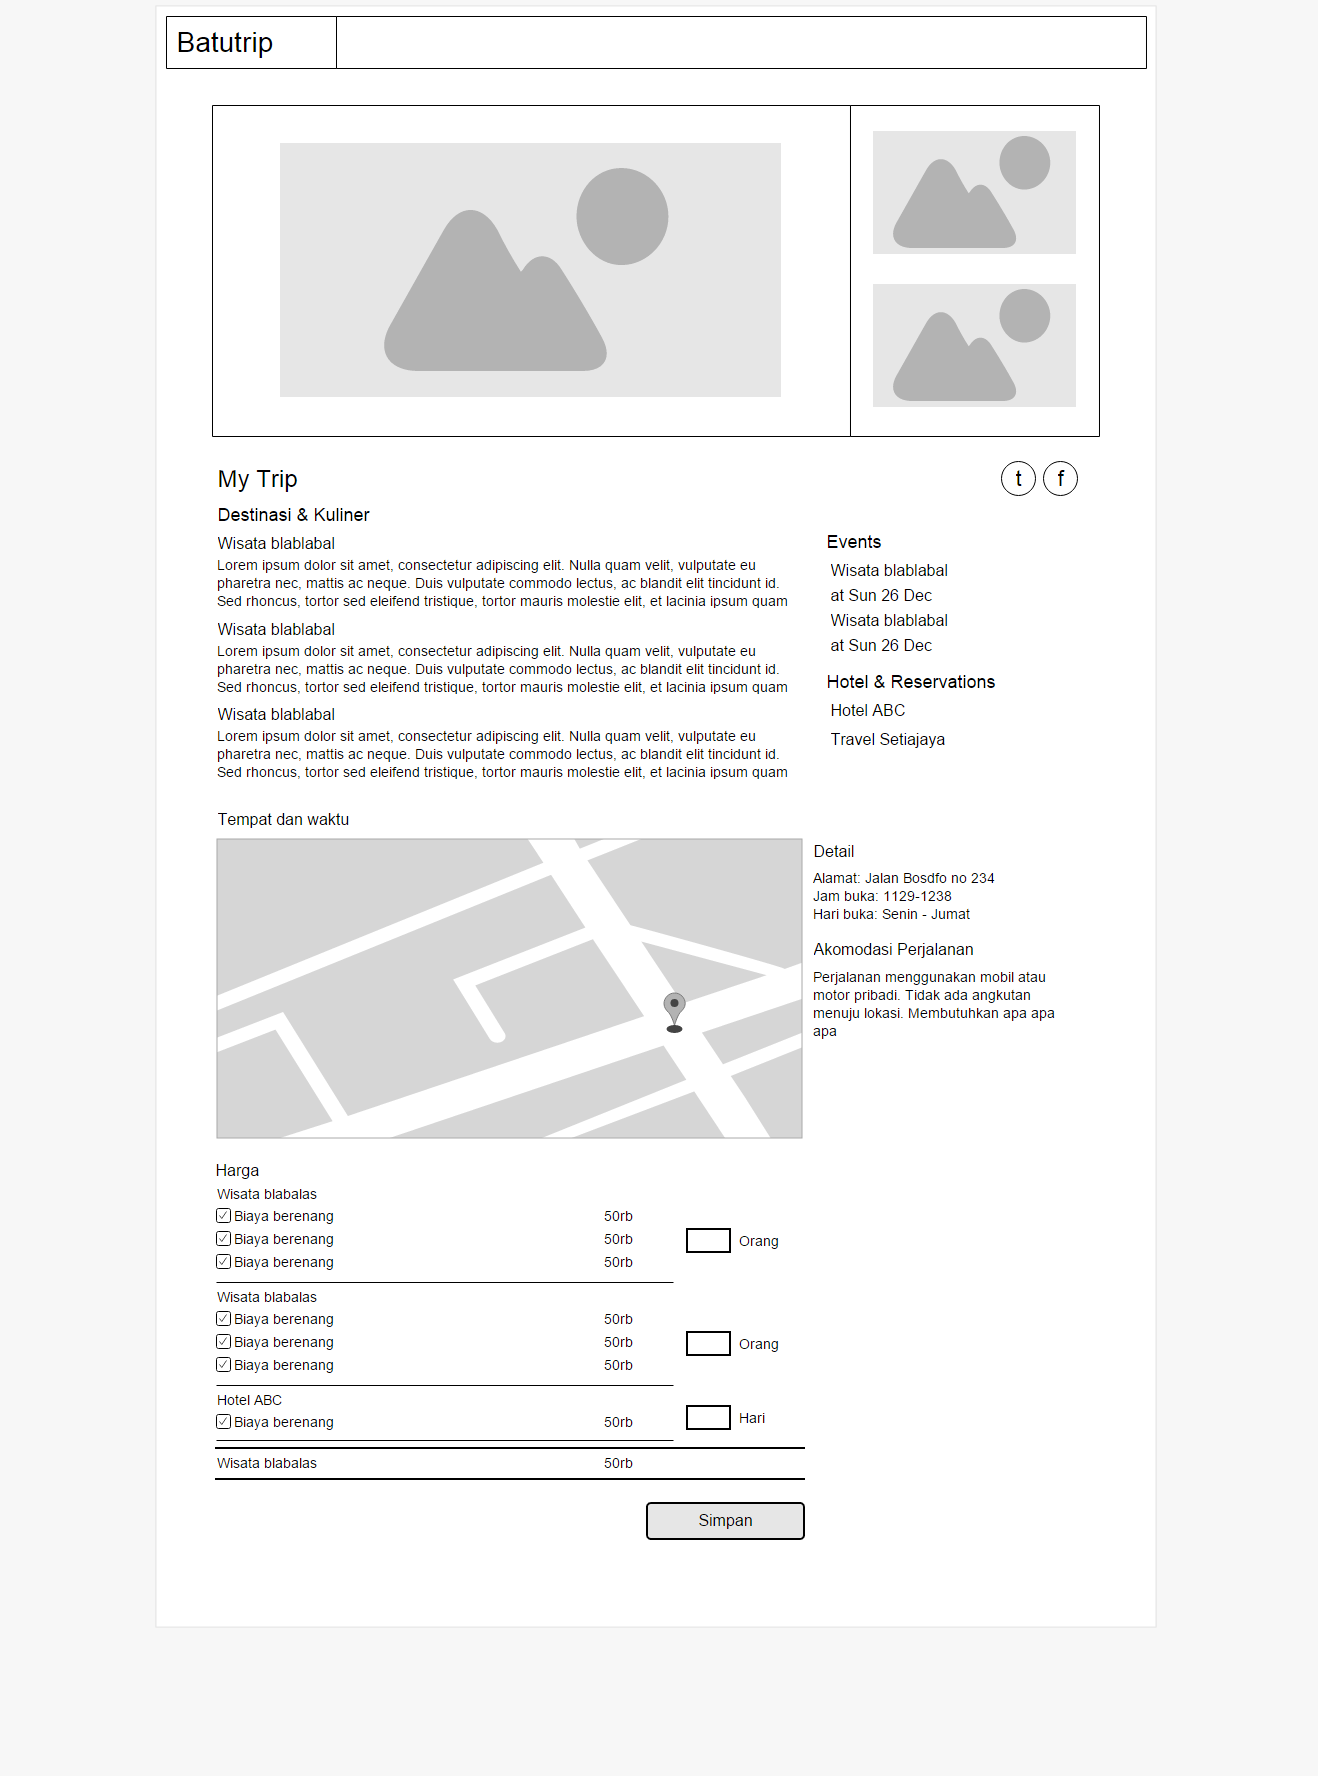 Batutrip
My Trip
t f
Destinasi & Kuliner
Wisata blablabal
Lorem ipsum dolor sit amet, consectetur adipiscing elit. Nulla quam velit, vulputate eu
pharetra nec, mattis ac neque. Duis vulputate commodo lectus, ac blandit elit tincidunt id.
Sed rhoncus, tortor sed eleifend tristique, tortor mauris molestie elit, et lacinia ipsum quam
Wisata blablabal
Lorem ipsum dolor sit amet, consectetur adipiscing elit. Nulla quam velit, vulputate eu
pharetra nec, mattis ac neque. Duis vulputate commodo lectus, ac blandit elit tincidunt id.
Sed rhoncus, tortor sed eleifend tristique, tortor mauris molestie elit, et lacinia ipsum quam
Wisata blablabal
Lorem ipsum dolor sit amet, consectetur adipiscing elit. Nulla quam velit, vulputate eu
pharetra nec, mattis ac neque. Duis vulputate commodo lectus, ac blandit elit tincidunt id.
Sed rhoncus, tortor sed eleifend tristique, tortor mauris molestie elit, et lacinia ipsum quam
Events
Wisata blablabal
at Sun 26 Dec
Wisata blablabal
at Sun 26 Dec
Hotel & Reservations
Hotel ABC
Travel Setiajaya
Tempat dan waktu
Detail
Alamat: Jalan Bosdfo no 234
Jam buka: 1129-1238
Hari buka: Senin - Jumat
Akomodasi Perjalanan
Perjalanan menggunakan mobil atau
motor pribadi. Tidak ada angkutan
menuju lokasi. Membutuhkan apa apa
apa
Harga
Wisata blabalas
Biaya berenang 50rb
Biaya berenang 50rb
Biaya berenang 50rb
Orang
Wisata blabalas
Biaya berenang 50rb
Biaya berenang 50rb
Biaya berenang 50rb
Orang
Hotel ABC
Biaya berenang 50rb
Hari
Wisata blabalas 50rb
Simpan